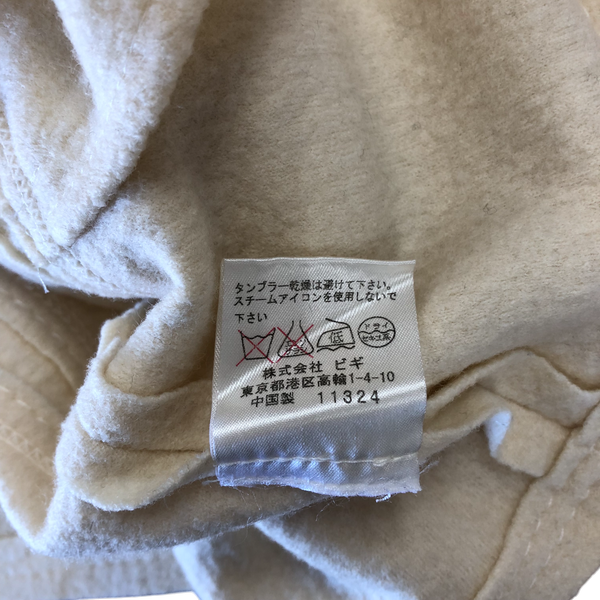 タンブラー乾燥は避けて下さい。
スチームアイロンを使用しないで
下さい
低
ドライ
セキユ系
株式会社 ビギ
東京都港区高輪1-4-10
中国製 11324